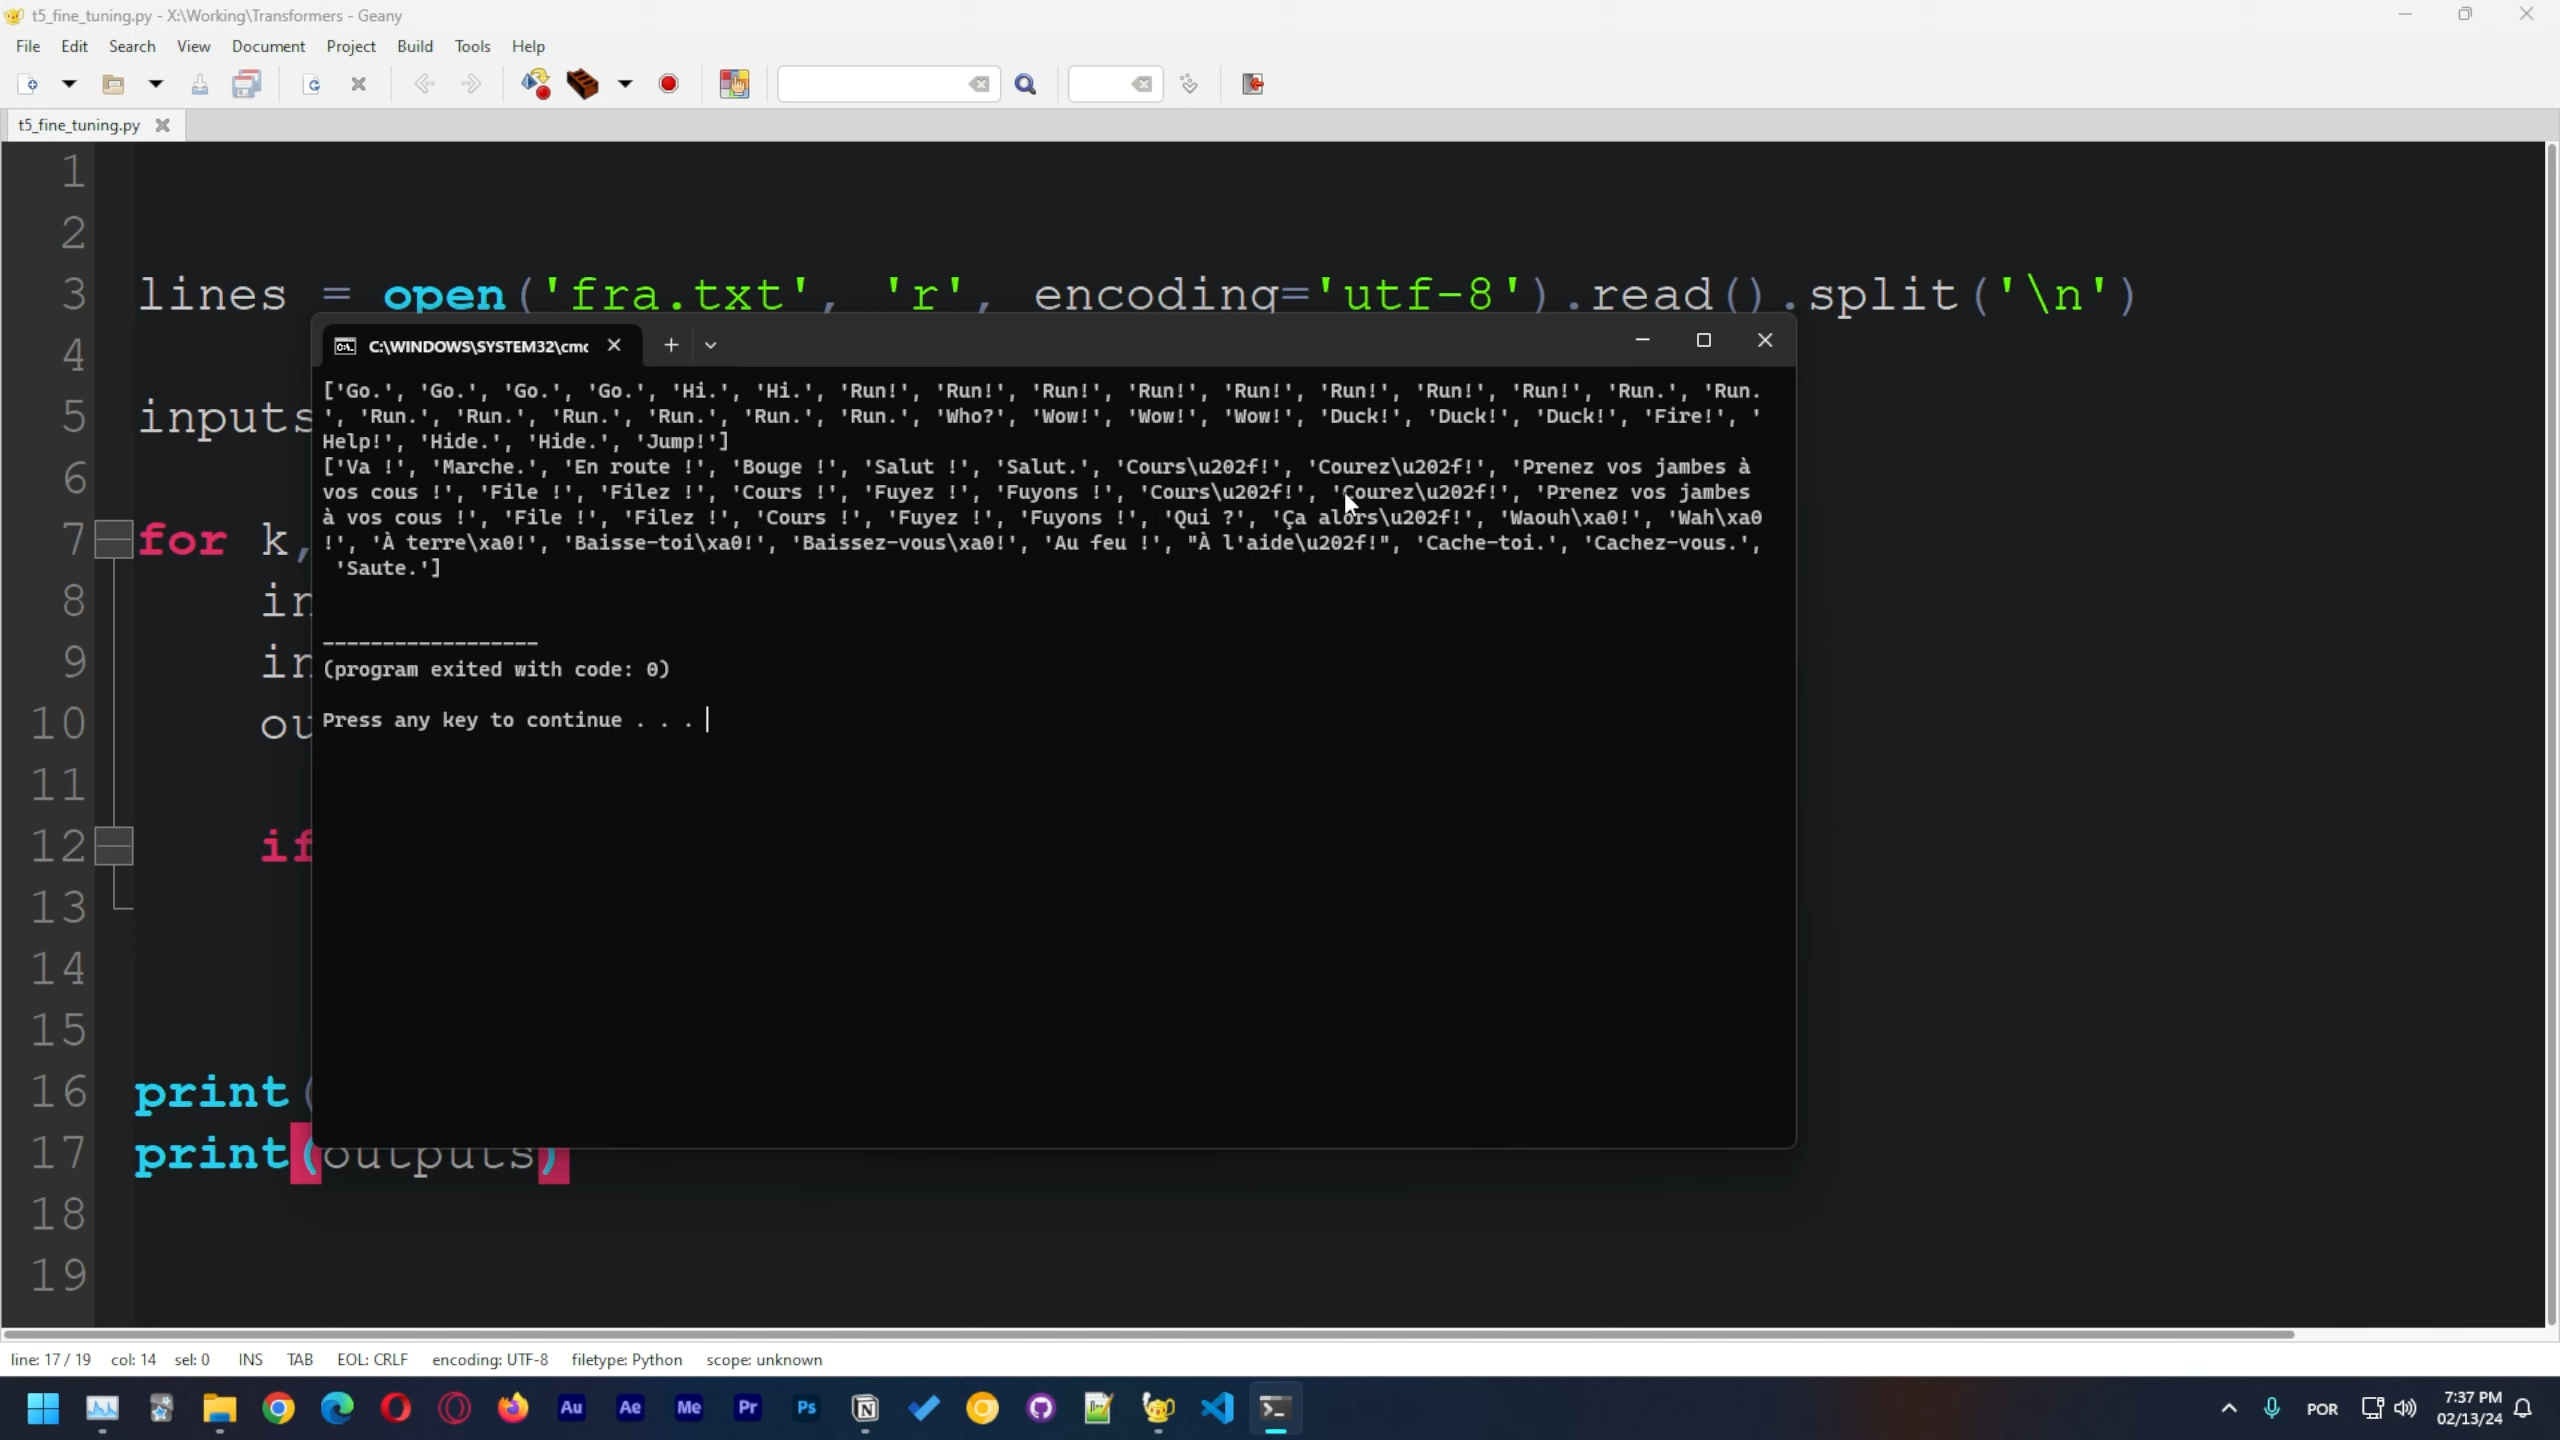 t5_fine_tuning.py - X:\Working\Transformers - Geany
File Edit Search View Document Project Build Tools Help
t5_fine_tuning.py
1
2
3 lines = open('fra.txt', 'r', encoding='utf-8').read().split('\n')
4
5 inputs
6
7 for k,
8 in
9 in
10 ou
11
12 if
13
14
15
16 print(
17 print(outputs)
18
19
C:\WINDOWS\SYSTEM32\cmc
['Go.', 'Go.', 'Go.', 'Go.', 'Hi.', 'Hi.', 'Run!', 'Run!', 'Run!', 'Run!', 'Run!', 'Run!', 'Run!', 'Run!', 'Run.', 'Run.
', 'Run.', 'Run.', 'Run.', 'Run.', 'Run.', 'Run.', 'Who?', 'Wow!', 'Wow!', 'Wow!', 'Duck!', 'Duck!', 'Duck!', 'Fire!', '
Help!', 'Hide.', 'Hide.', 'Jump!']
['Va !', 'Marche.', 'En route !', 'Bouge !', 'Salut !', 'Salut.', 'Cours\u202f!', 'Courez\u202f!', 'Prenez vos jambes à
vos cous !', 'File !', 'Filez !', 'Cours !', 'Fuyez !', 'Fuyons !', 'Cours\u202f!', 'Courez\u202f!', 'Prenez vos jambes
à vos cous !', 'File !', 'Filez !', 'Cours !', 'Fuyez !', 'Fuyons !', 'Qui ?', 'Ça alors\u202f!', 'Waouh\xa0!', 'Wah\xa0
!', 'À terre\xa0!', 'Baisse-toi\xa0!', 'Baissez-vous\xa0!', 'Au feu !', "À l'aide\u202f!", 'Cache-toi.', 'Cachez-vous.',
'Saute.']
------------------
(program exited with code: 0)
Press any key to continue . . .
line: 17 / 19 col: 14 sel: 0 INS TAB EOL: CRLF encoding: UTF-8 filetype: Python scope: unknown
Au Ae Me Pr Ps
POR
7:37 PM
02/13/24